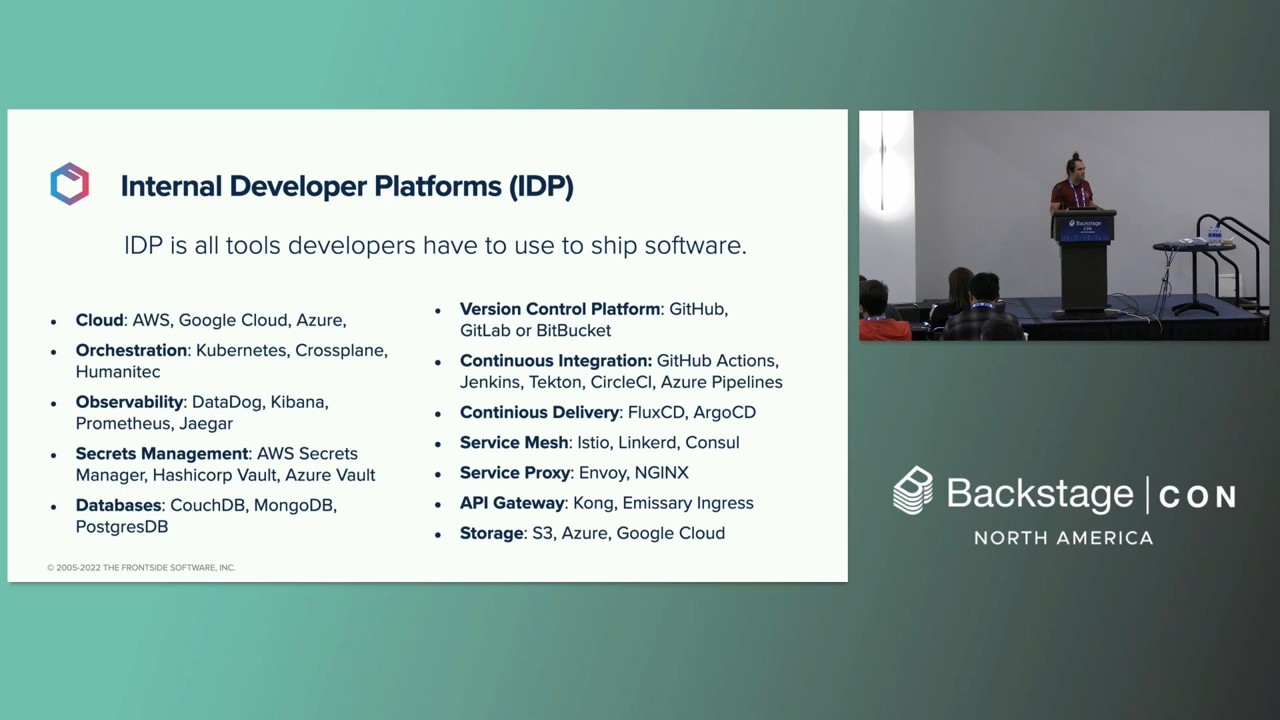 Internal Developer Platforms (IDP)
IDP is all tools developers have to use to ship software.
• Cloud: AWS, Google Cloud, Azure,
• Orchestration: Kubernetes, Crossplane,
Humanitec
• Observability: DataDog, Kibana,
Prometheus, Jaegar
• Secrets Management: AWS Secrets
Manager, Hashicorp Vault, Azure Vault
• Databases: CouchDB, MongoDB,
PostgresDB
• Version Control Platform: GitHub,
GitLab or BitBucket
• Continuous Integration: GitHub Actions,
Jenkins, Tekton, CircleCI, Azure Pipelines
• Continious Delivery: FluxCD, ArgoCD
• Service Mesh: Istio, Linkerd, Consul
• Service Proxy: Envoy, NGINX
• API Gateway: Kong, Emissary Ingress
• Storage: S3, Azure, Google Cloud
© 2005-2022 THE FRONTSIDE SOFTWARE, INC.
Backstage
CON
Backstage | CON
NORTH AMERICA